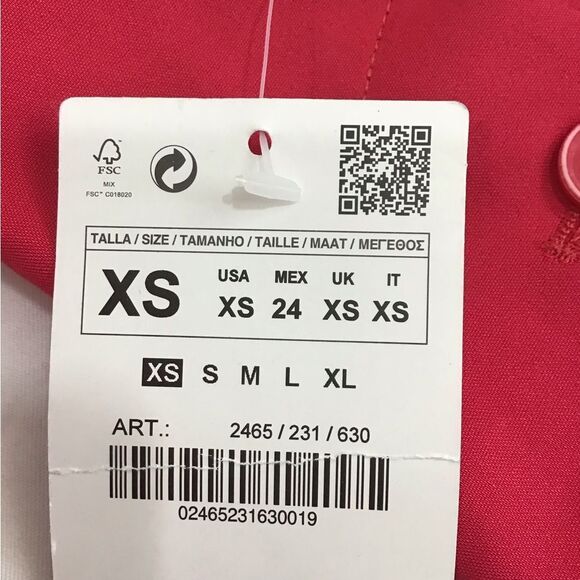 FSC
MIX
FSC™ C018020
TALLA / SIZE / TAMANHO / TAILLE / MAAT / ΜΕΓΕΘΟΣ
XS
USA MEX UK IT
XS 24 XS XS
XS S M L XL
ART.: 2465 / 231 / 630
02465231630019